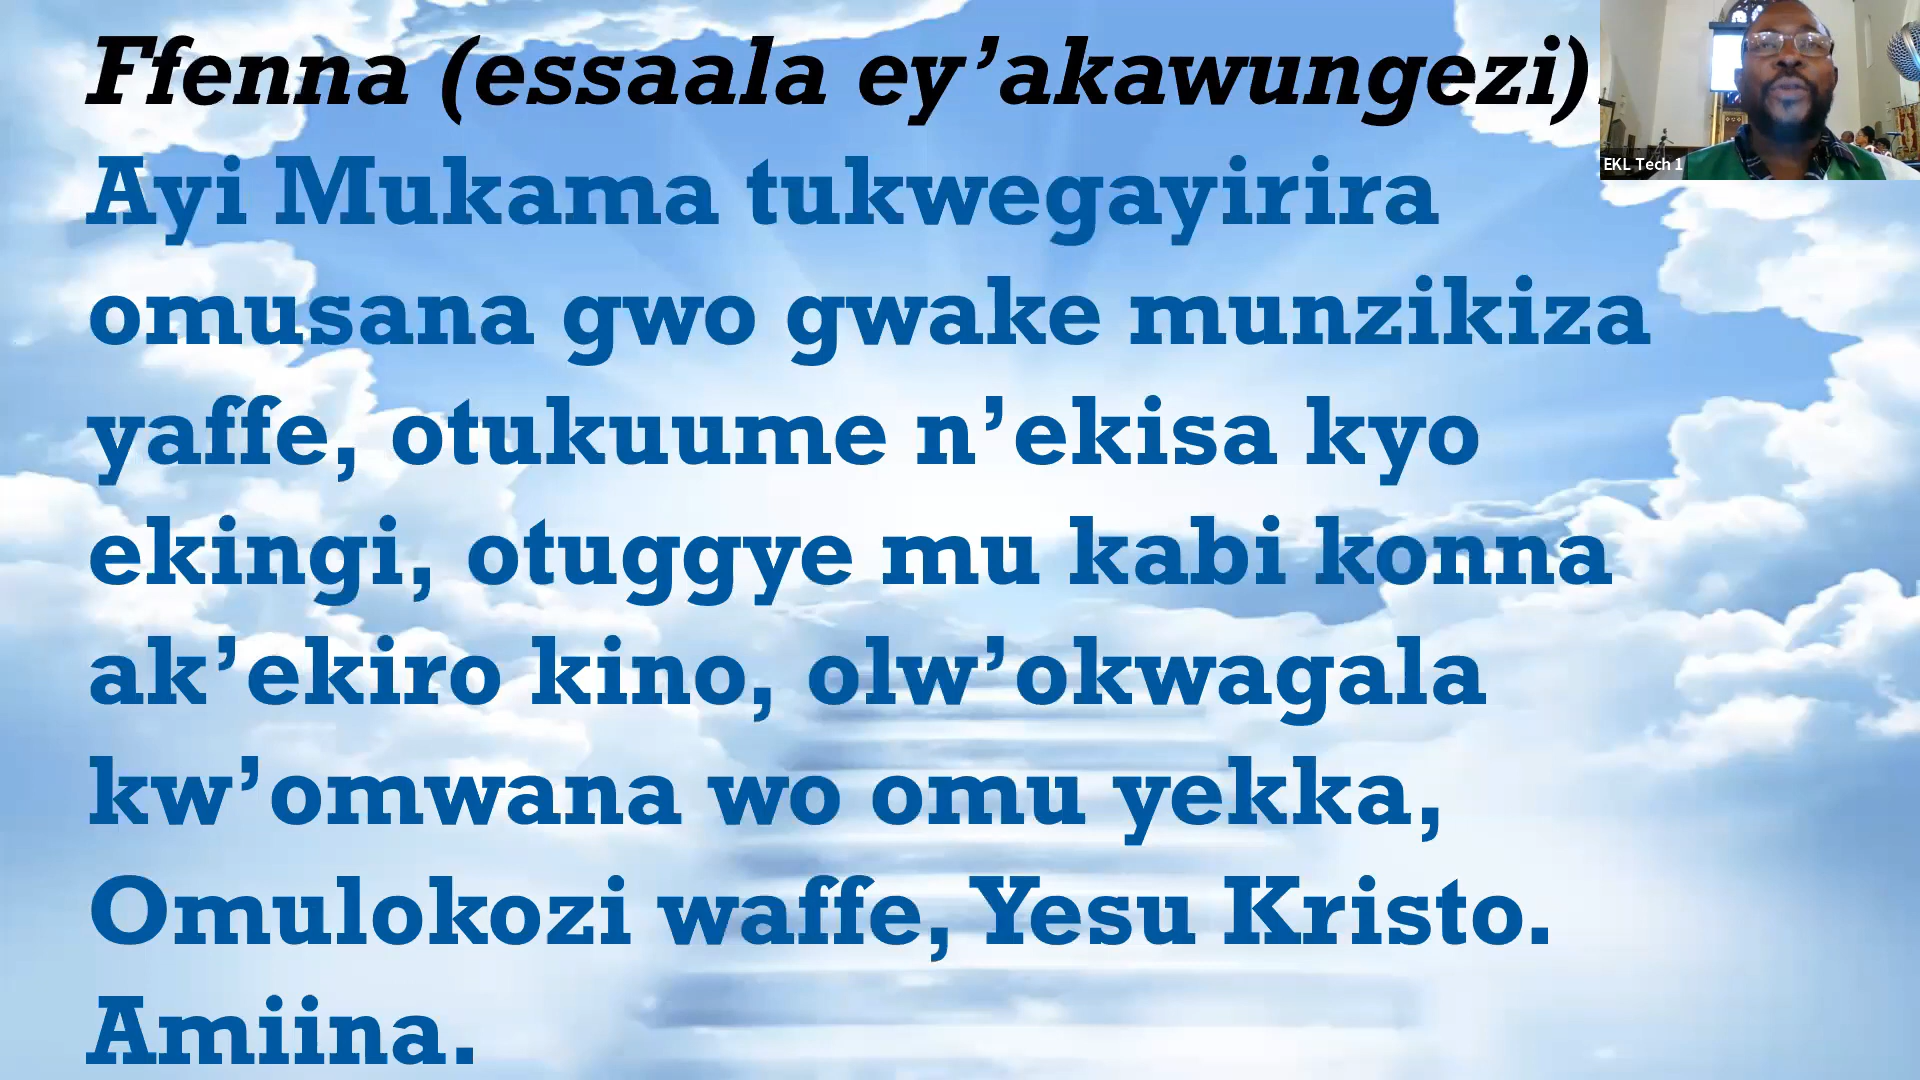 Ffenna (essaala ey’akawungezi)
Ayi Mukama tukwegayirira
omusana gwo gwake munzikiza
yaffe, otukuume n’ekisa kyo
ekingi, otuggye mu kabi konna
ak’ekiro kino, olw’okwagala
kw’omwana wo omu yekka,
Omulokozi waffe, Yesu Kristo.
Amiina.
EKL Tech 1